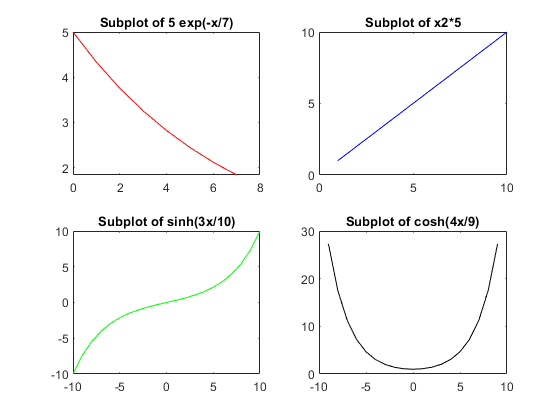 Subplot of 5 exp(-x/7)
5
4
3
2
0 2 4 6 8
Subplot of x2*5
10
5
0
0 5 10
Subplot of sinh(3x/10)
10
5
0
-5
-10
-10 -5 0 5 10
Subplot of cosh(4x/9)
30
20
10
0
-10 -5 0 5 10